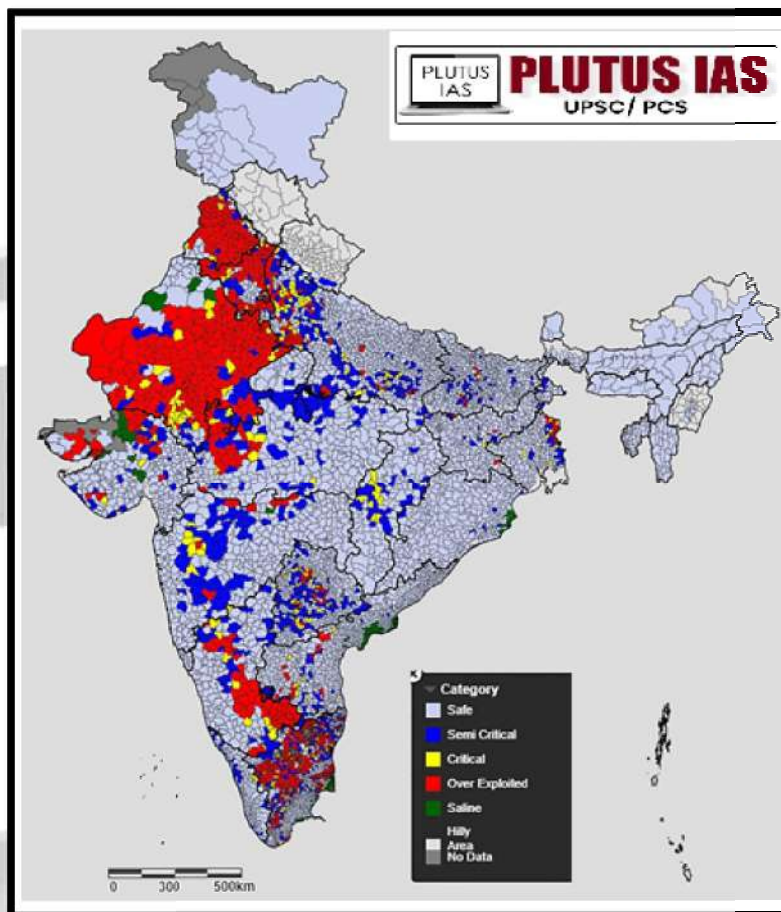 PLUTUS
IAS
PLUTUS IAS
UPSC/ PCS
Category
Safe
Semi Critical
Critical
Over Exploited
Saline
Hilly
Area
No Data
0 300 500km